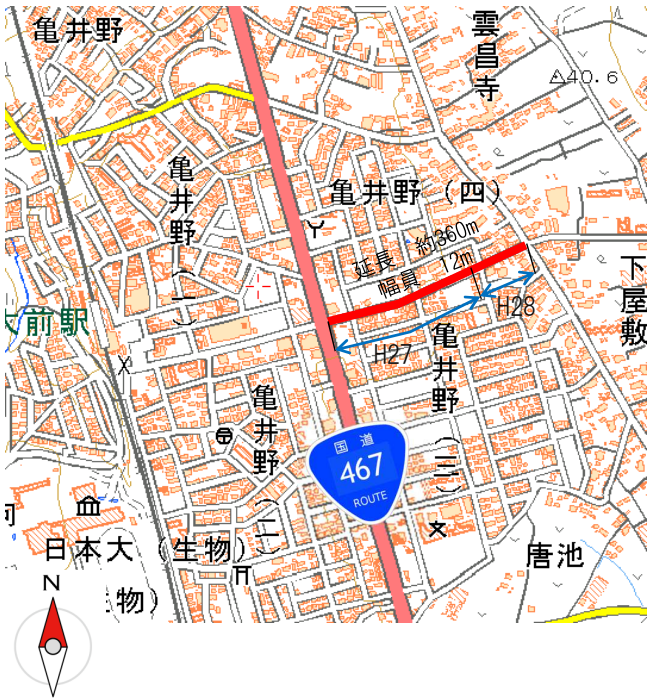 亀井野
雲昌寺
40.6
亀井野(一)
亀井野(四)
延長 約360m
幅員 12m
下屋敷
H28
大前駅
H27
亀井野(三)
亀井野(二)
国道
467
ROUTE
日本大(生物)
唐池
物)
N